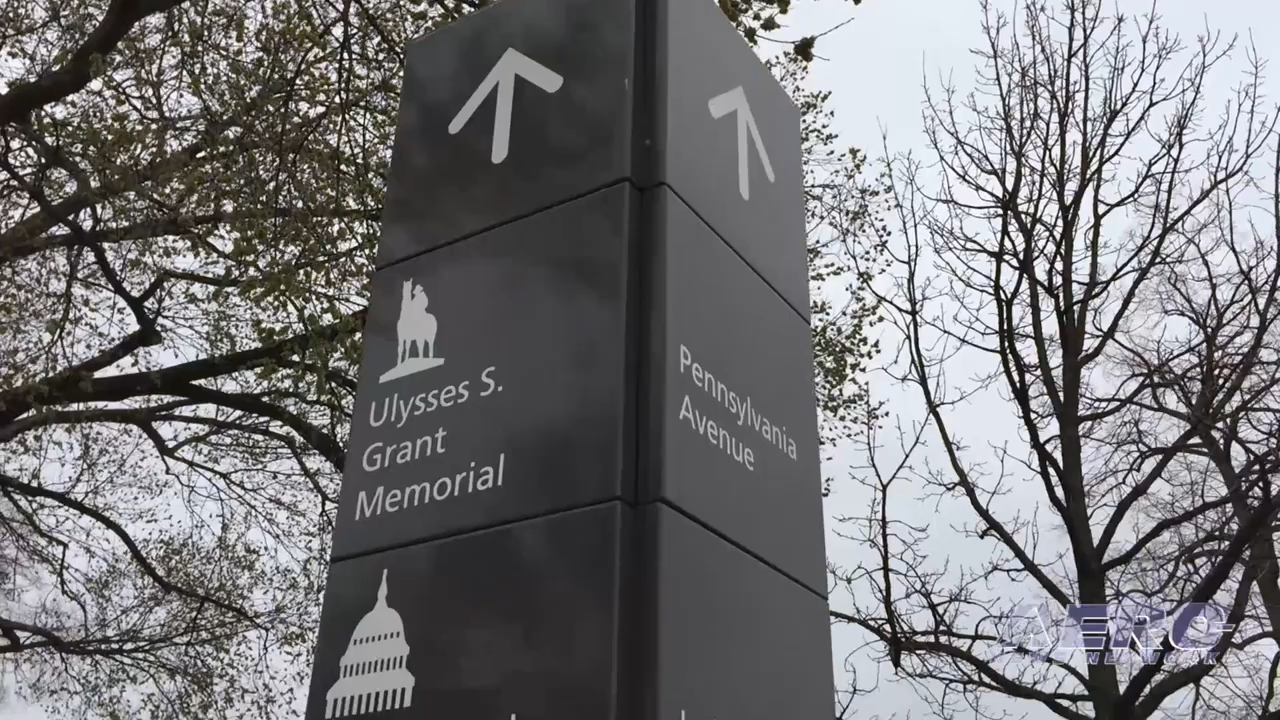 Ulysses S.
Grant
Memorial
Pennsylvania
Avenue
AERO